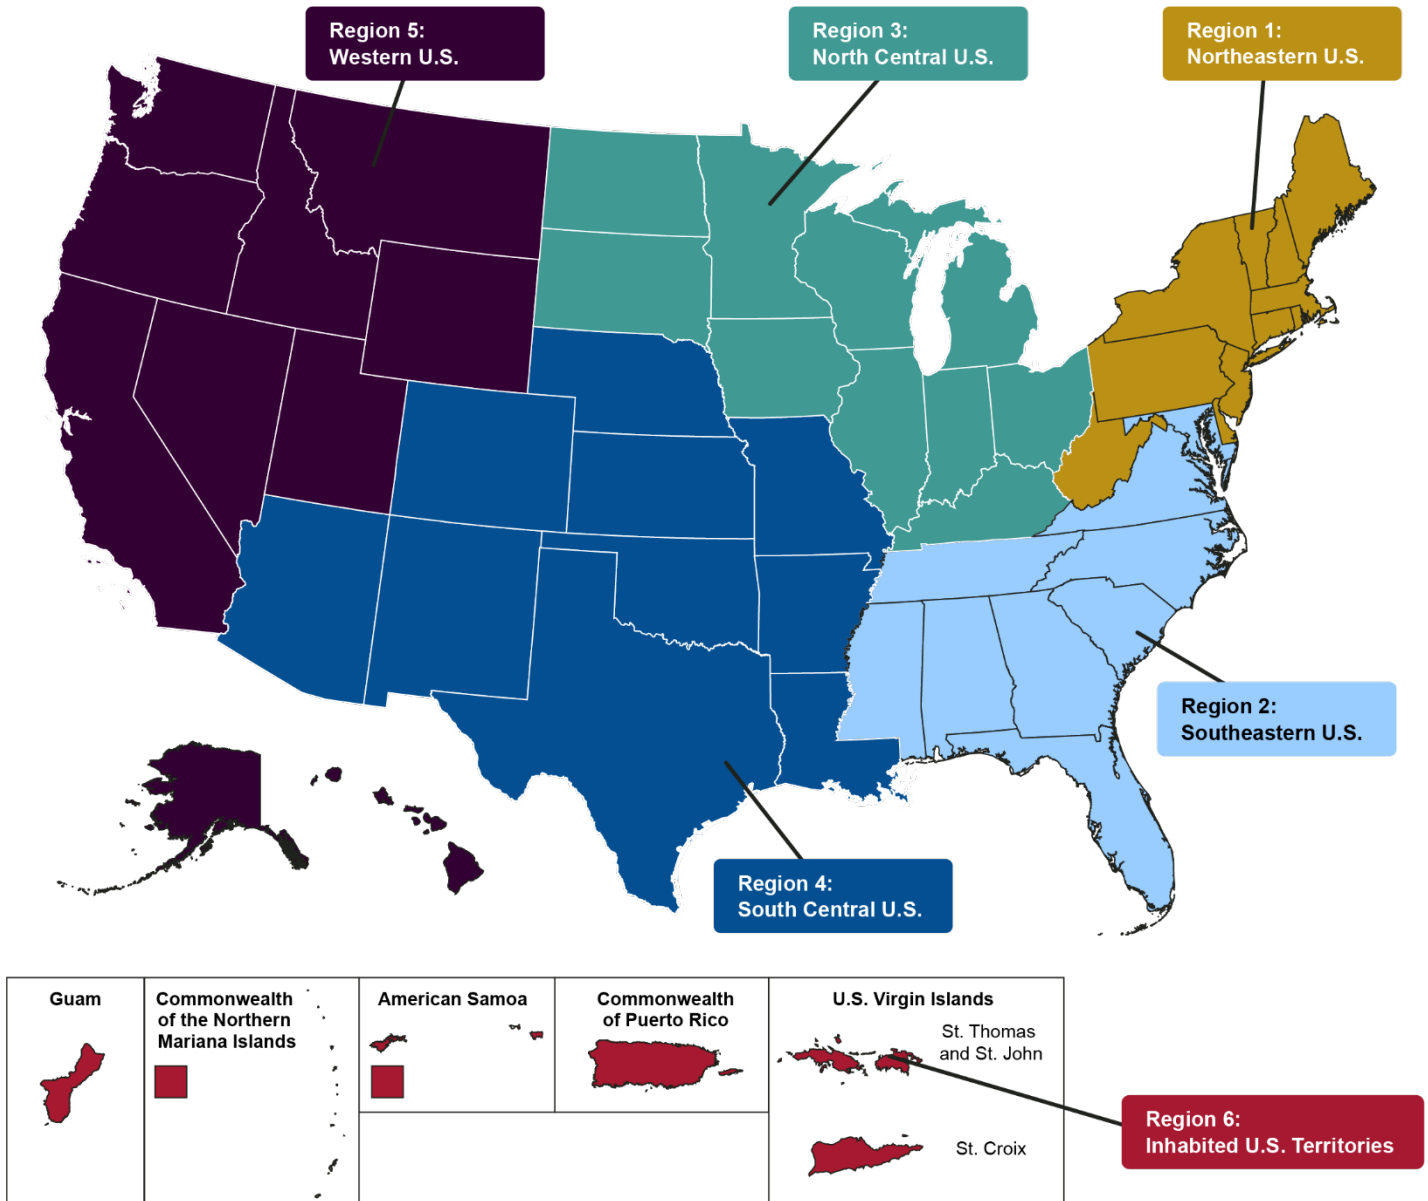 Region 5:
Western U.S.
Region 3:
North Central U.S.
Region 1:
Northeastern U.S.
Region 2:
Southeastern U.S.
Region 4:
South Central U.S.
Guam
Commonwealth
of the Northern
Mariana Islands
American Samoa
Commonwealth
of Puerto Rico
U.S. Virgin Islands
St. Thomas
and St. John
St. Croix
Region 6:
Inhabited U.S. Territories